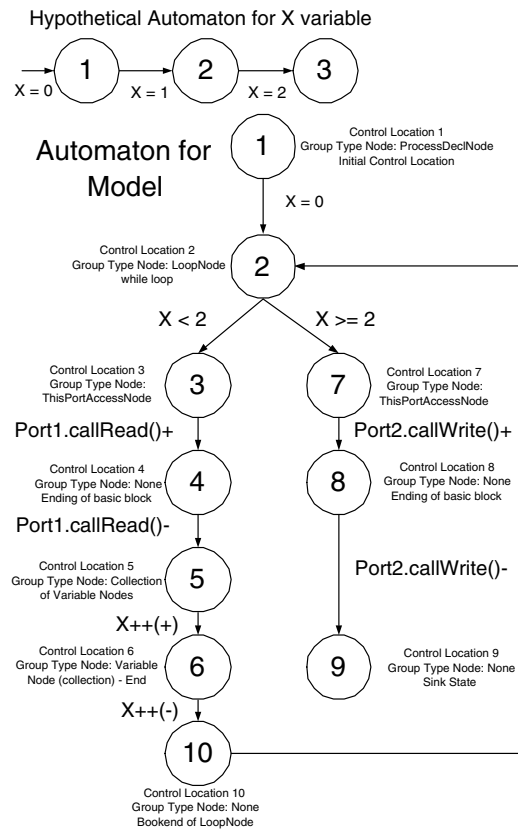 Hypothetical Automaton for X variable
1
2
3
X = 0
X = 1
X = 2
Automaton for
Model
1
Control Location 1
Group Type Node: ProcessDeclNode
Initial Control Location
X = 0
Control Location 2
Group Type Node: LoopNode
while loop
2
X < 2
X >= 2
Control Location 3
Group Type Node:
ThisPortAccessNode
3
7
Control Location 7
Group Type Node:
ThisPortAccessNode
Port1.callRead()+
Port2.callWrite()+
Control Location 4
Group Type Node: None
Ending of basic block
4
8
Control Location 8
Group Type Node: None
Ending of basic block
Port1.callRead()-
Control Location 5
Group Type Node: Collection
of Variable Nodes
5
Port2.callWrite()-
X++(+)
Control Location 6
Group Type Node: Variable
Node (collection) - End
6
9
Control Location 9
Group Type Node: None
Sink State
X++(-)
10
Control Location 10
Group Type Node: None
Bookend of LoopNode